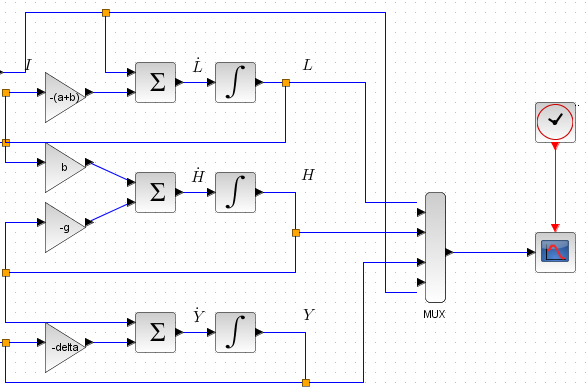 I
L̇
L
-(a+b)
Σ
∫
b
Ḣ
H
Σ
∫
-g
MUX
Ẏ
Y
Σ
∫
-delta